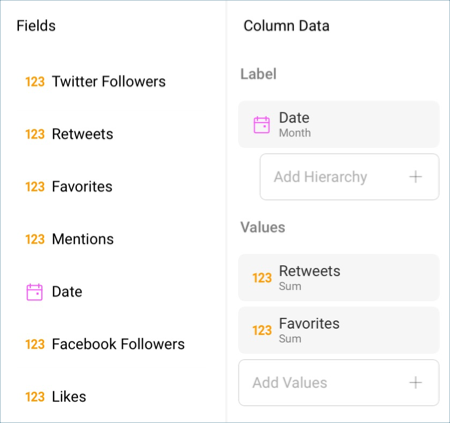 Fields
123 Twitter Followers
123 Retweets
123 Favorites
123 Mentions
Date
123 Facebook Followers
123 Likes
Column Data
Label
Date
Month
Add Hierarchy +
Values
123 Retweets
Sum
123 Favorites
Sum
Add Values +